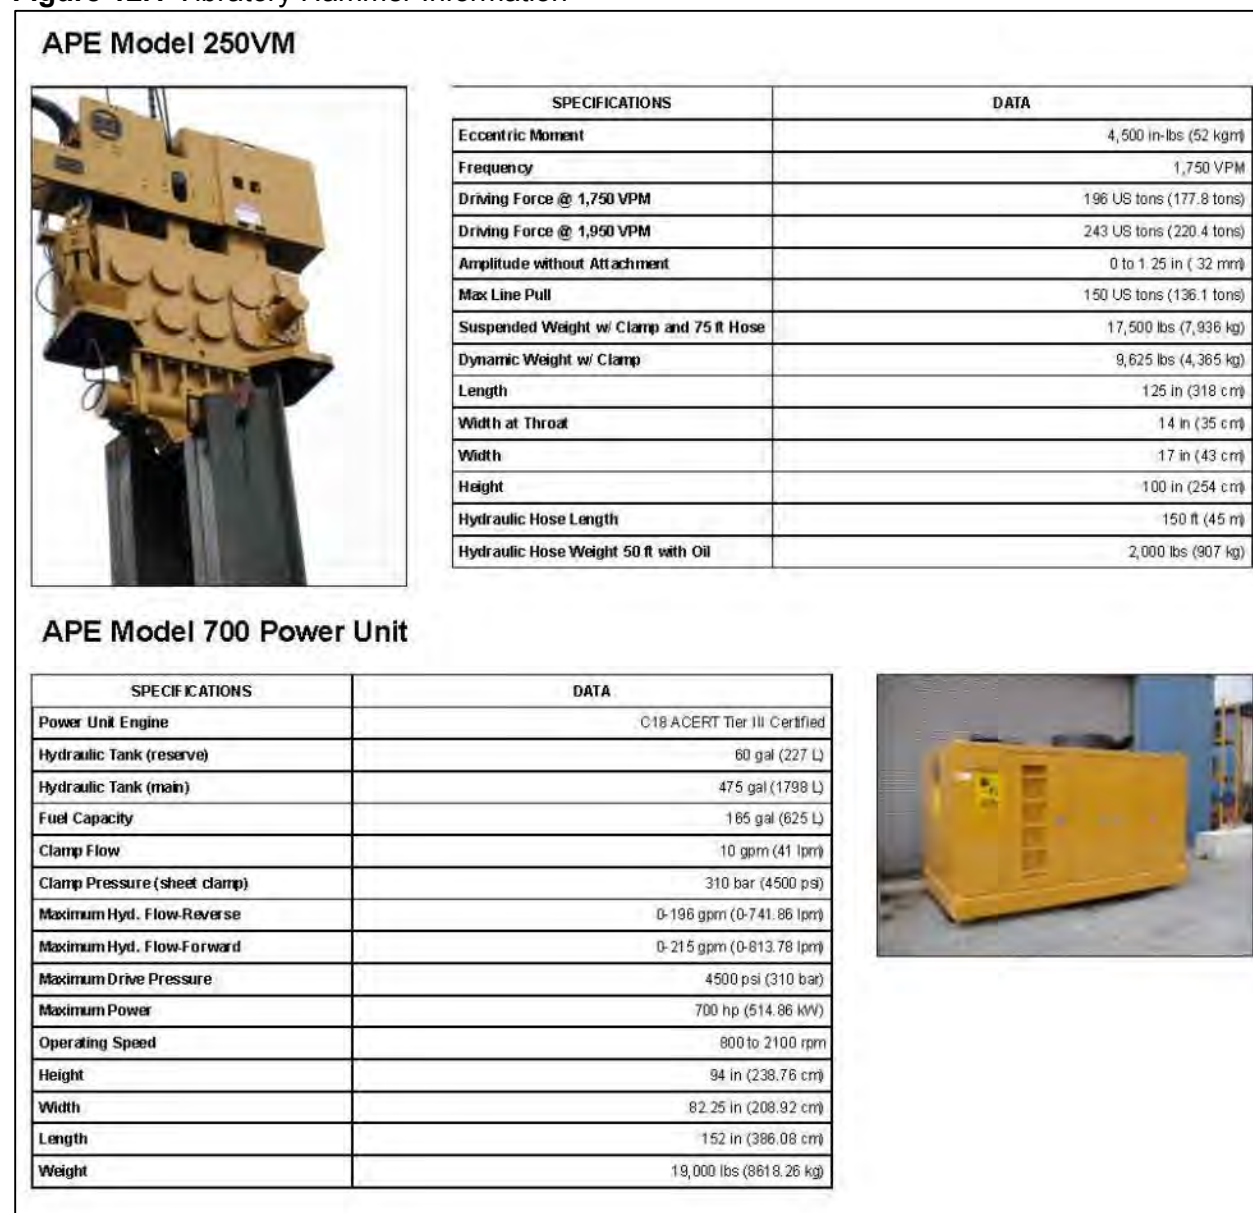 APE Model 250VM
SPECIFICATIONS DATA
Eccentric Moment 4,500 in-lbs (52 kgm)
Frequency 1,750 VPM
Driving Force @ 1,750 VPM 196 US tons (177.8 tons)
Driving Force @ 1,950 VPM 243 US tons (220.4 tons)
Amplitude without Attachment 0 to 1.25 in ( 32 mm)
Max Line Pull 150 US tons (136.1 tons)
Suspended Weight w/ Clamp and 75 ft Hose 17,500 lbs (7,936 kg)
Dynamic Weight w/ Clamp 9,625 lbs (4,365 kg)
Length 125 in (318 cm)
Width at Throat 14 in (35 cm)
Width 17 in (43 cm)
Height 100 in (254 cm)
Hydraulic Hose Length 150 ft (45 m)
Hydraulic Hose Weight 50 ft with Oil 2,000 lbs (907 kg)
APE Model 700 Power Unit
SPECIFICATIONS DATA
Power Unit Engine C18 ACERT Tier III Certified
Hydraulic Tank (reserve) 60 gal (227 L)
Hydraulic Tank (main) 475 gal (1798 L)
Fuel Capacity 165 gal (625 L)
Clamp Flow 10 gpm (41 lpm)
Clamp Pressure (sheet clamp) 310 bar (4500 psi)
Maximum Hyd. Flow-Reverse 0-196 gpm (0-741.86 lpm)
Maximum Hyd. Flow-Forward 0-215 gpm (0-813.78 lpm)
Maximum Drive Pressure 4500 psi (310 bar)
Maximum Power 700 hp (514.86 kW)
Operating Speed 800 to 2100 rpm
Height 94 in (238.76 cm)
Width 82.25 in (208.92 cm)
Length 152 in (386.08 cm)
Weight 19,000 lbs (8618.26 kg)